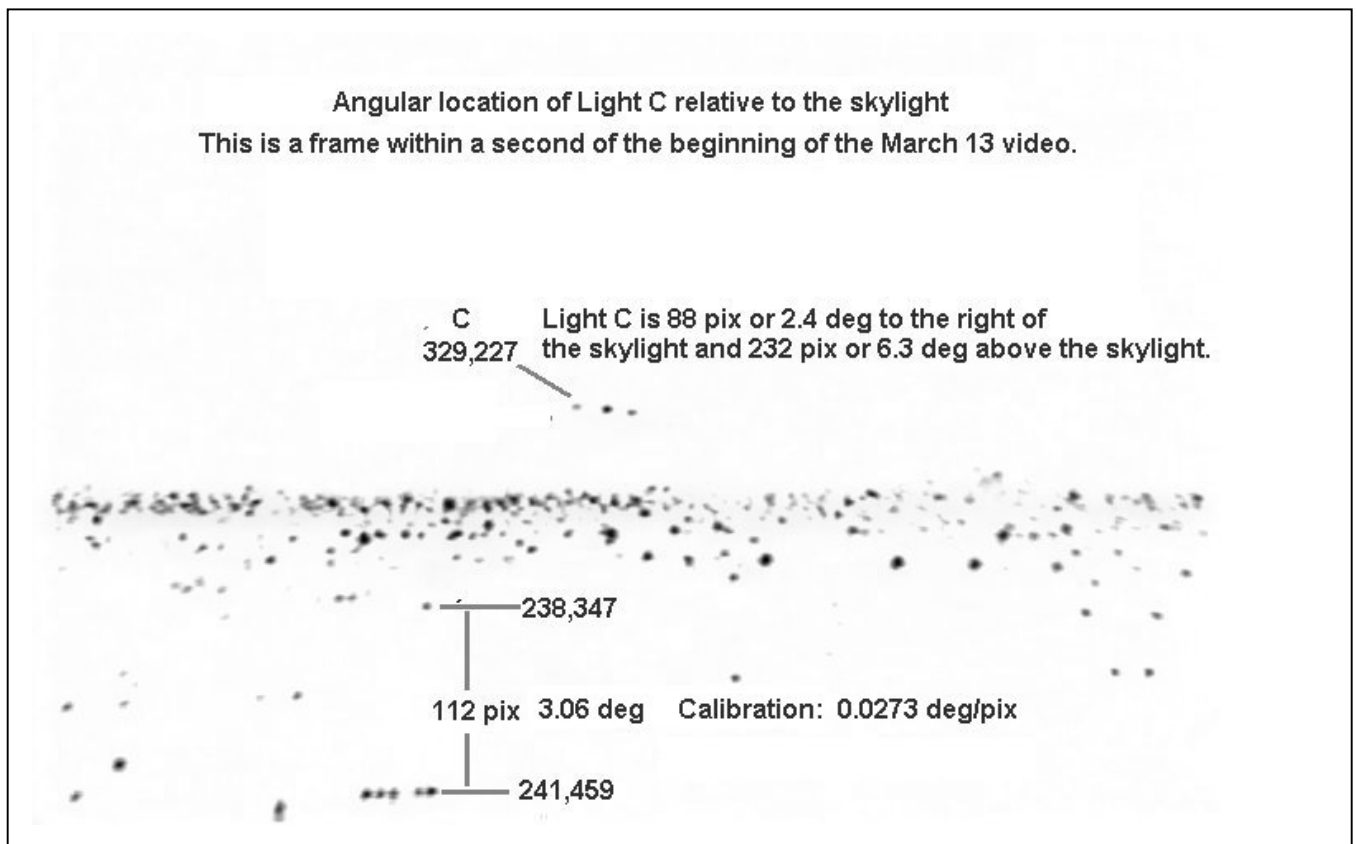 Angular location of Light C relative to the skylight
This is a frame within a second of the beginning of the March 13 video.
C
329,227
Light C is 88 pix or 2.4 deg to the right of
the skylight and 232 pix or 6.3 deg above the skylight.
238,347
112 pix 3.06 deg Calibration: 0.0273 deg/pix
241,459